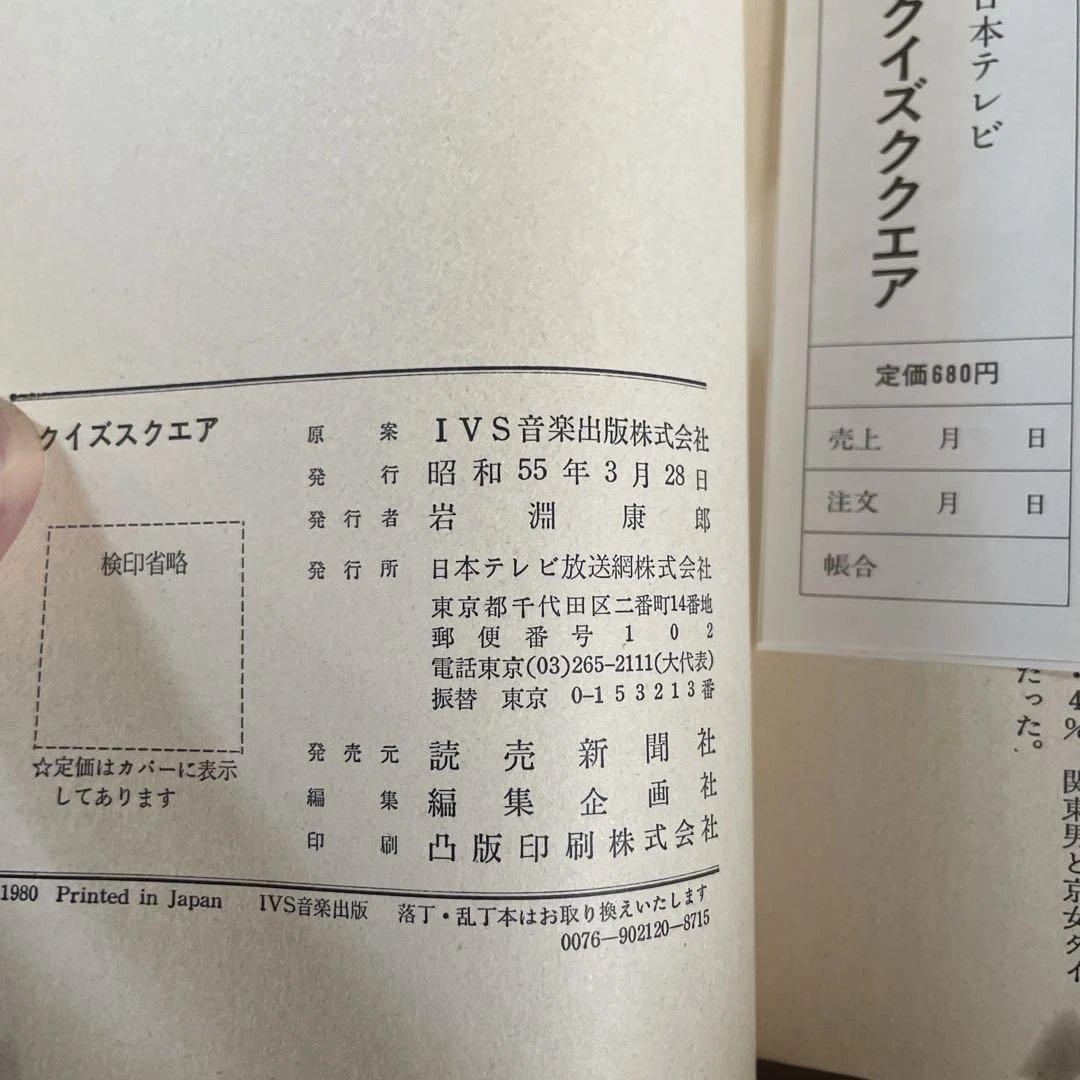 クイズスクエア
検印省略
☆定価はカバーに表示
してあります
原案 IVS音楽出版株式会社
発行 昭和55年3月28日
発行者 岩淵康郎
発行所 日本テレビ放送網株式会社
東京都千代田区二番町14番地
郵便番号 102
電話東京(03)265-2111(大代表)
振替 東京 0-153213番
発売元 読売新聞社
編集 編集企画社
印刷 凸版印刷株式会社
1980 Printed in Japan IVS音楽出版 落丁・乱丁本はお取り換えいたします
0076-902120-8715
日本テレビ
クイズククエア
定価680円
売上 月 日
注文 月 日
帳合
・4% 関東男と京女タイ
だった。